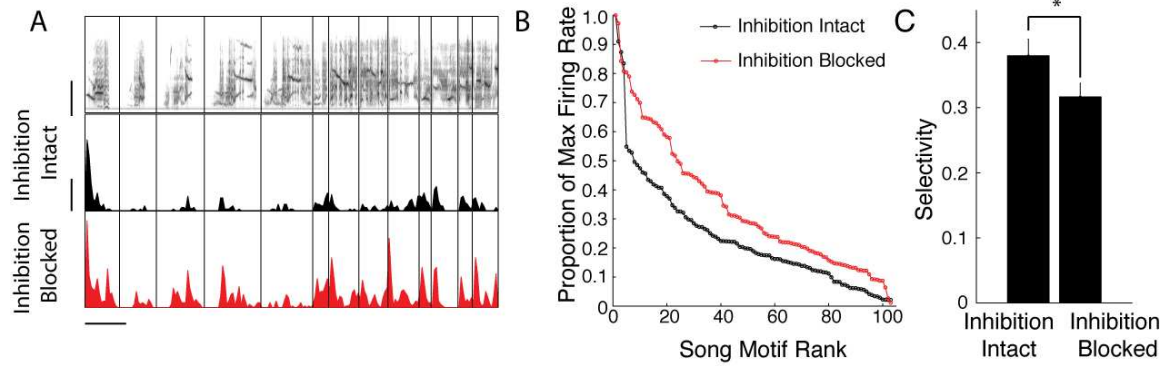 A
Inhibition
Intact
Inhibition
Blocked
B
Proportion of Max Firing Rate
1.0
0.9
0.8
0.7
0.6
0.5
0.4
0.3
0.2
0.1
0
0 20 40 60 80 100
Song Motif Rank
Inhibition Intact
Inhibition Blocked
C
*
Selectivity
0.4
0.3
0.2
0.1
0
Inhibition
Intact
Inhibition
Blocked